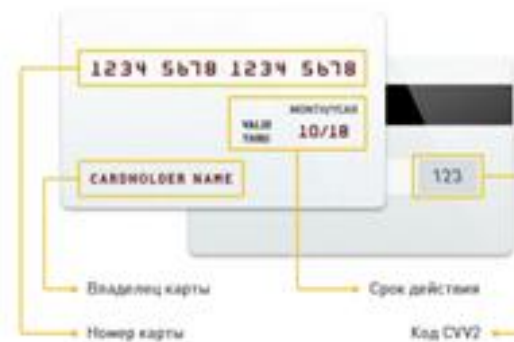 1234 5678 1234 5678
MONTH/YEAR
VALID
THRU
10/18
CARDHOLDER NAME
123
Владелец карты
Срок действия
Номер карты
Код CVV2